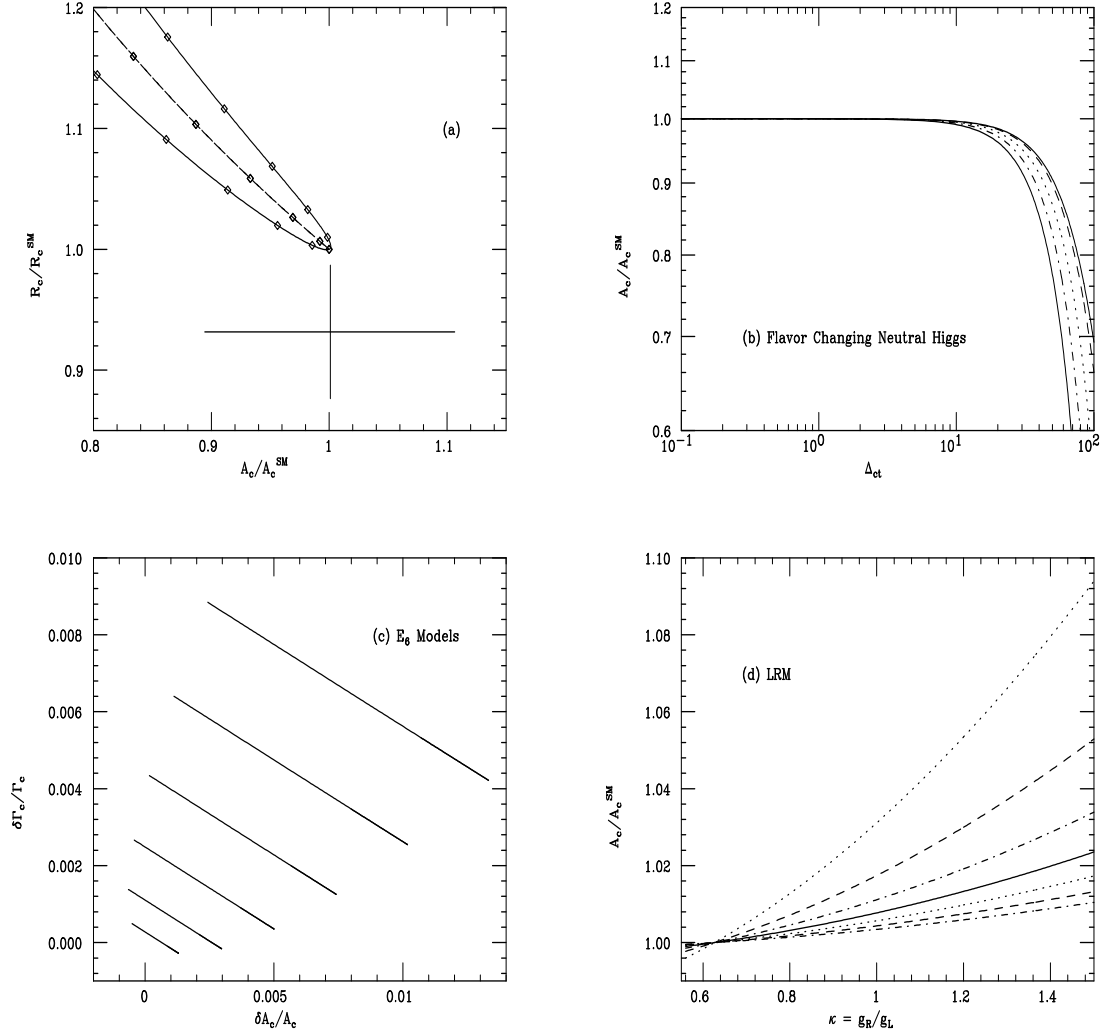 1.2
1.1
1.0
0.9
R_c/R_c^SM
(a)
0.8 0.9 1 1.1
A_c/A_c^SM
1.2
1.1
1.0
0.9
0.8
0.7
0.6
A_c/A_c^SM
(b) Flavor Changing Neutral Higgs
10^−1 10^0 10^1 10^2
Δ_ct
0.010
0.008
0.006
0.004
0.002
0.000
δΓ_c/Γ_c
(c) E_6 Models
0 0.005 0.01
δA_c/A_c
1.10
1.08
1.06
1.04
1.02
1.00
A_c/A_c^SM
(d) LRM
0.6 0.8 1 1.2 1.4
κ = g_R/g_L